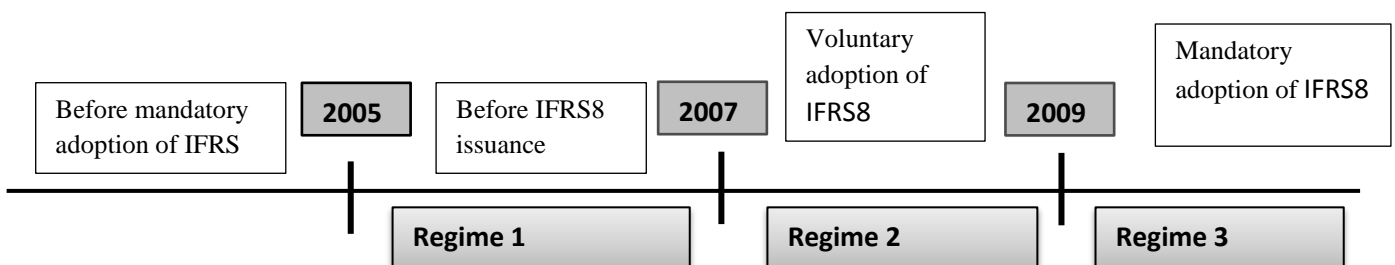 Before mandatory
adoption of IFRS
2005
Before IFRS8
issuance
2007
Voluntary
adoption of
IFRS8
2009
Mandatory
adoption of IFRS8
Regime 1
Regime 2
Regime 3